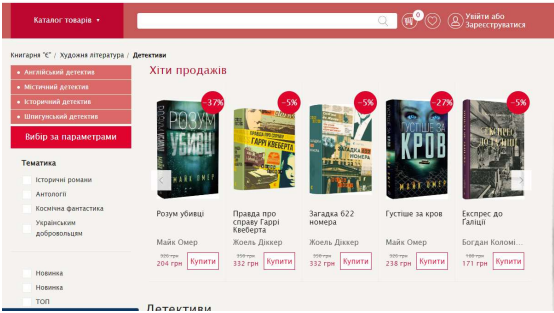 Каталог товарів
0
Увійти або
Зареєструватися
Книгарня "Є" / Художня література / Детективи
Англійський детектив
Містичний детектив
Історичний детектив
Шпигунський детектив
Вибір за параметрами
Тематика
Історичні романи
Антології
Космічна фантастика
Українським
добровольцям
Новинка
Новинка
ТОП
Хіти продажів
-37%
РОЗУМ
УБИВЦІ
МАЙК ОМЕР
Розум убивці
Майк Омер
204 грн
Купити
-5%
ПРАВДА ПРО
СПРАВУ
ГАРРІ КВЕБЕРТА
Правда про
справу Гаррі
Квеберта
Жоель Діккер
332 грн
Купити
-5%
ЗАГАДКА 622
НОМЕРА
Загадка 622
номера
Жоель Діккер
332 грн
Купити
-27%
ГУСТІШЕ ЗА
КРОВ
МАЙК ОМЕР
Густіше за кров
Майк Омер
238 грн
Купити
-5%
ЕКСПРЕС
ДО ҐАЛІЦІЇ
Експрес до
Ґаліції
Богдан Коломі...
171 грн
Купити
Детективи